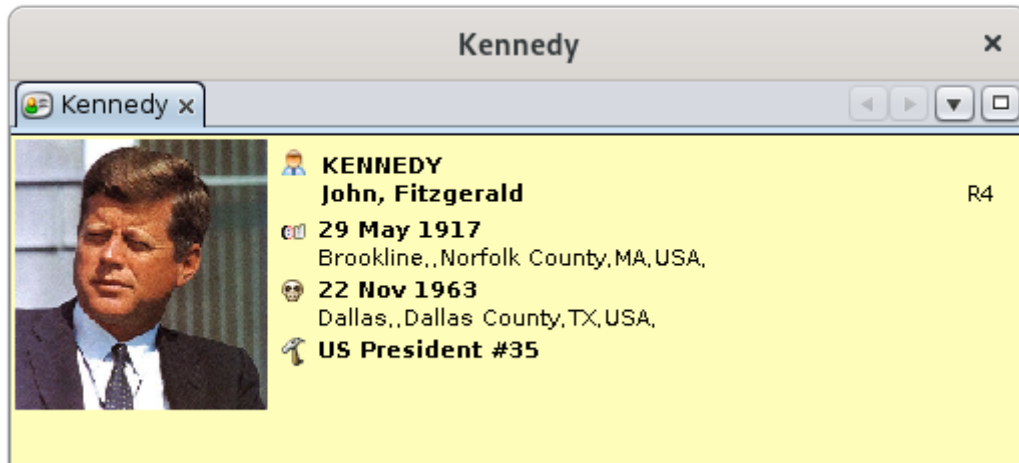 Kennedy
Kennedy
KENNEDY
John, Fitzgerald
R4
29 May 1917
Brookline,,Norfolk County,MA,USA,
22 Nov 1963
Dallas,,Dallas County,TX,USA,
US President #35